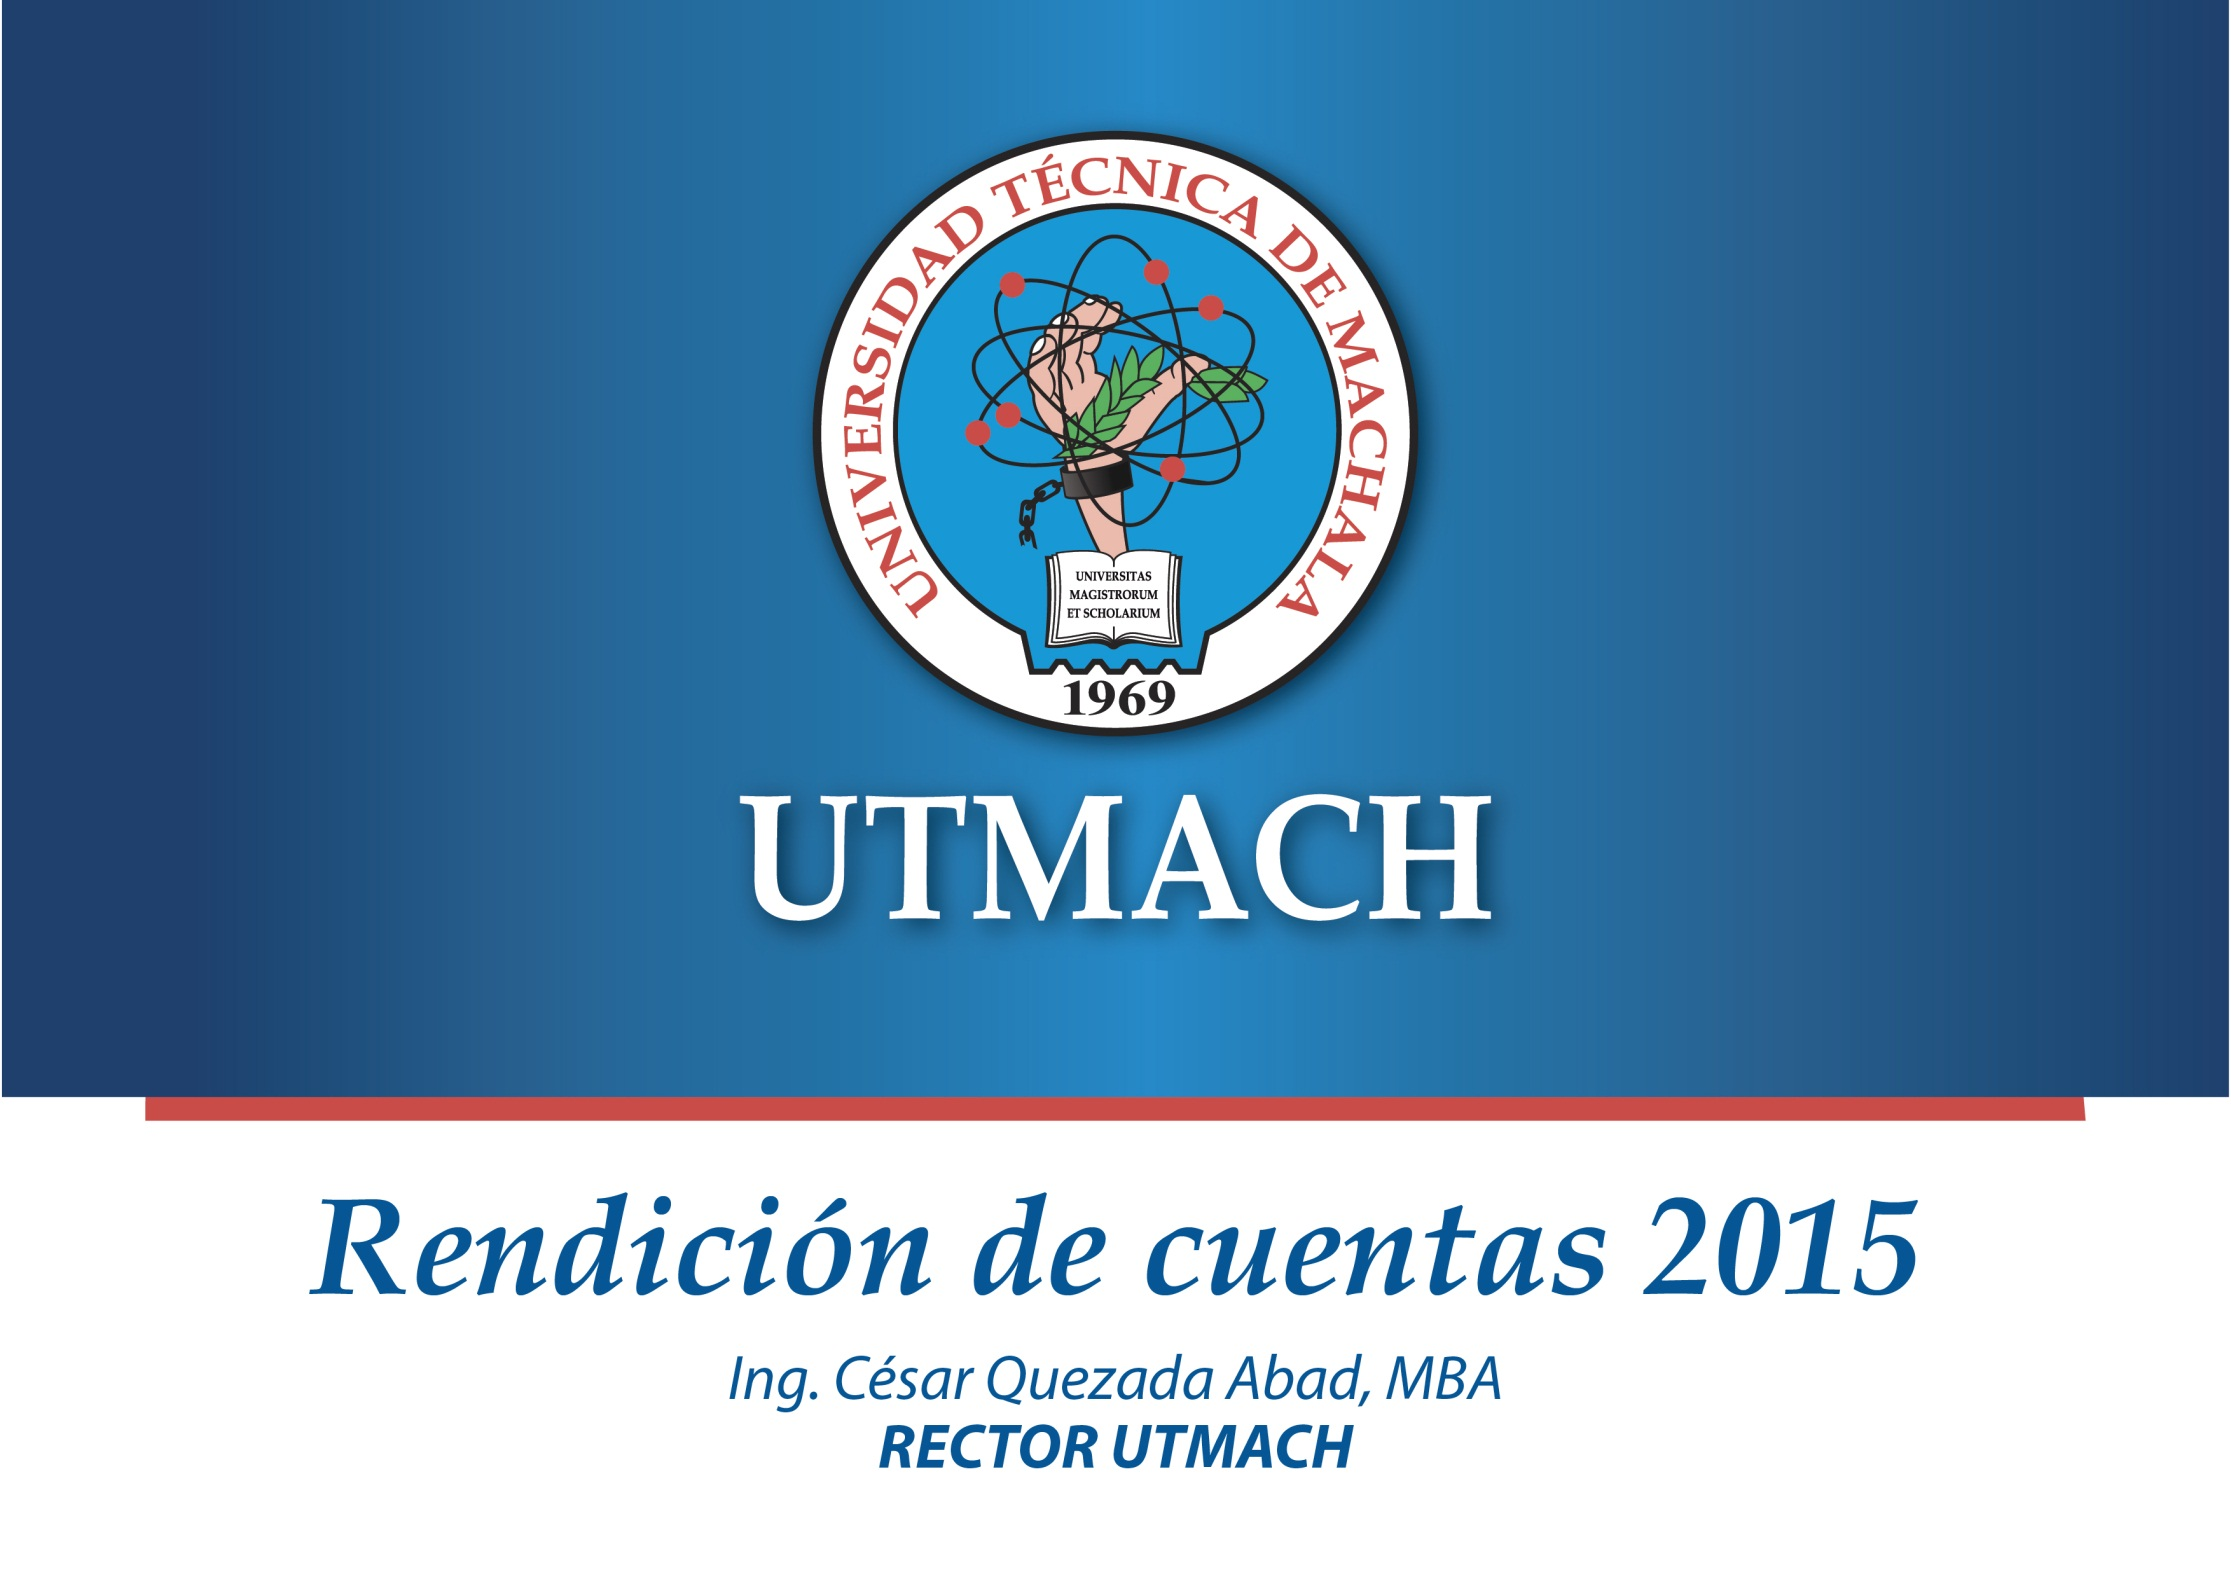 UNIVERSIDAD TÉCNICA DE MACHALA
UNIVERSITAS
MAGISTRORUM
ET SCHOLARIUM
1969
UTMACH
Rendición de cuentas 2015
Ing. César Quezada Abad, MBA
RECTOR UTMACH